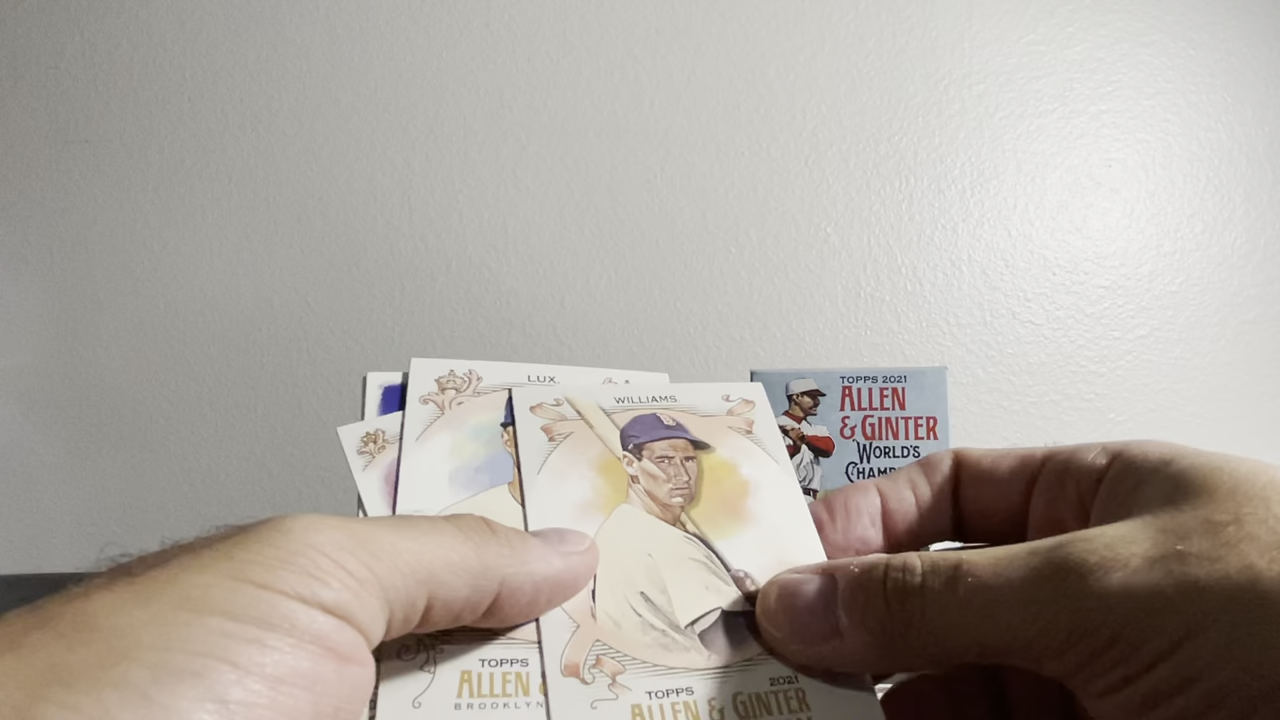 LUX.
WILLIAMS.
TOPPS 2021
ALLEN
& GINTER
WORLD'S
TOPPS
ALLEN
BROOKLYN
2021
TOPPS
ALLEN & GINTER